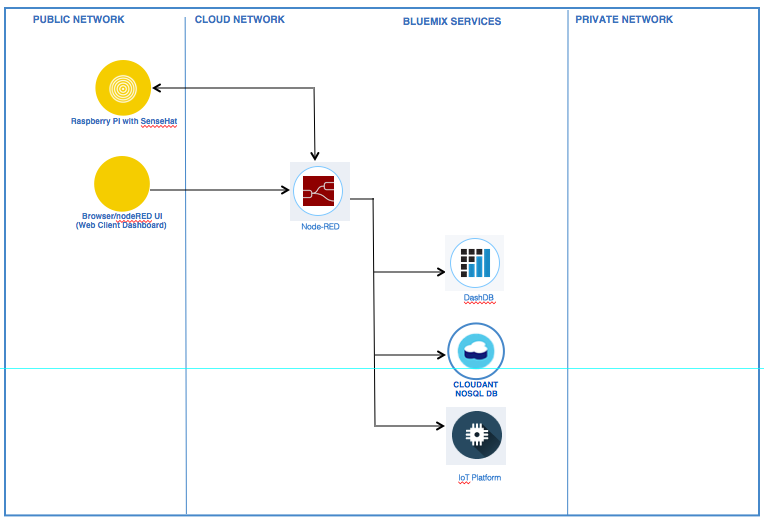 PUBLIC NETWORK
CLOUD NETWORK
BLUEMIX SERVICES
PRIVATE NETWORK
Raspberry PI with SenseHat
Browser/nodeRED UI
(Web Client Dashboard)
Node-RED
DashDB
CLOUDANT
NOSQL DB
IoT Platform